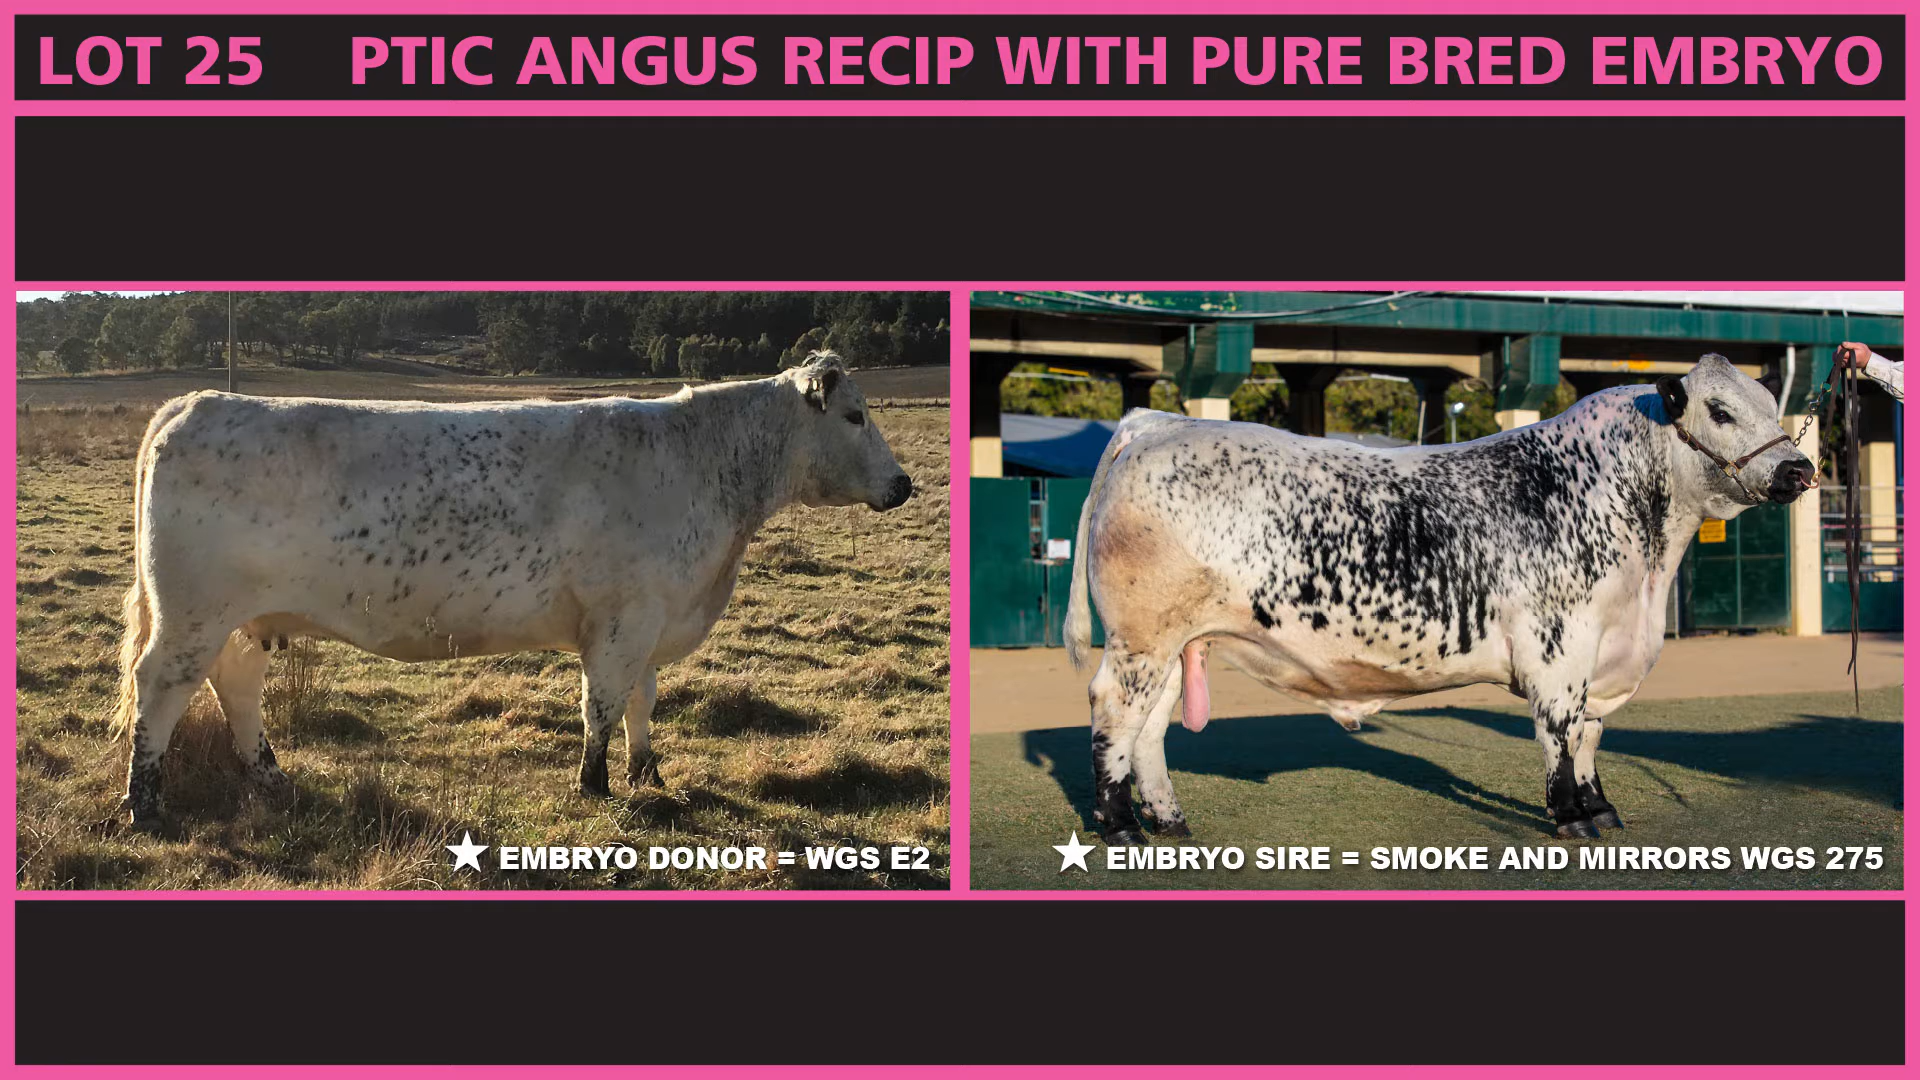 LOT 25 PTIC ANGUS RECIP WITH PURE BRED EMBRYO
★ EMBRYO DONOR = WGS E2
★ EMBRYO SIRE = SMOKE AND MIRRORS WGS 275